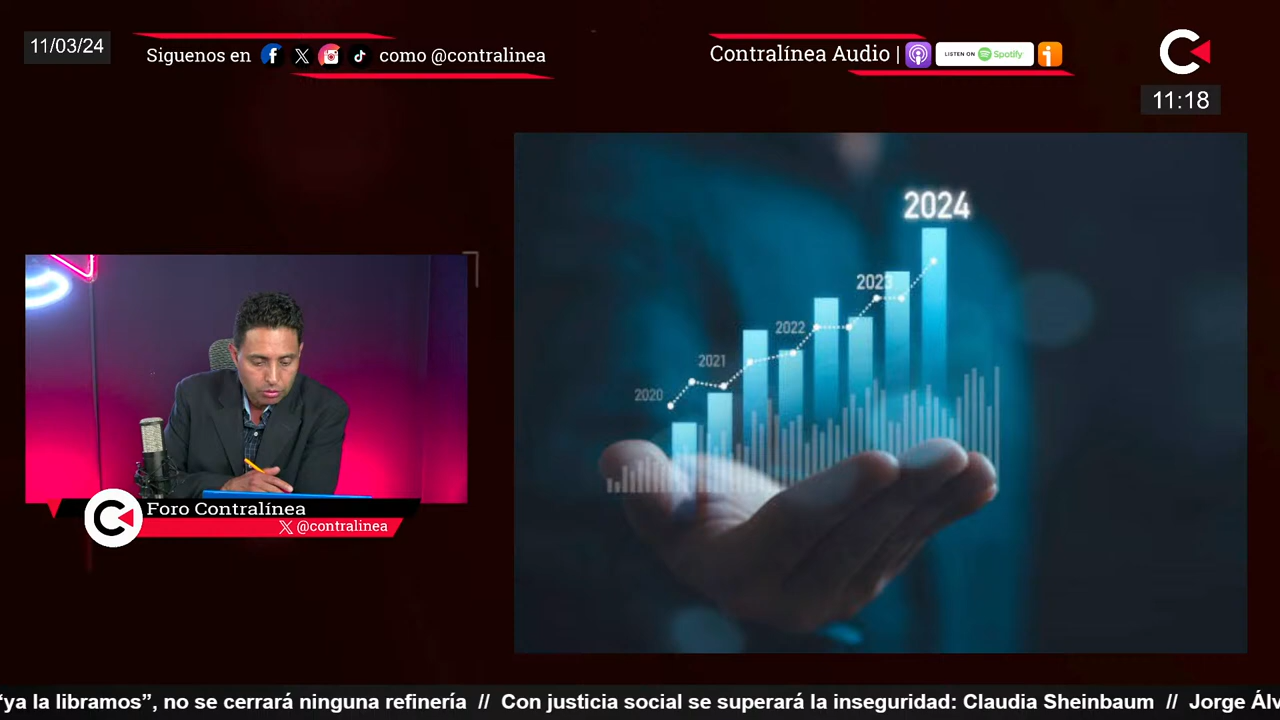 11/03/24
Siguenos en
como @contralinea
Contralínea Audio |
LISTEN ON
Spotify
11:18
2024
2023
2022
2021
2020
Foro Contralínea
@contralinea
“ya la libramos”, no se cerrará ninguna refinería // Con justicia social se superará la inseguridad: Claudia Sheinbaum // Jorge Álv